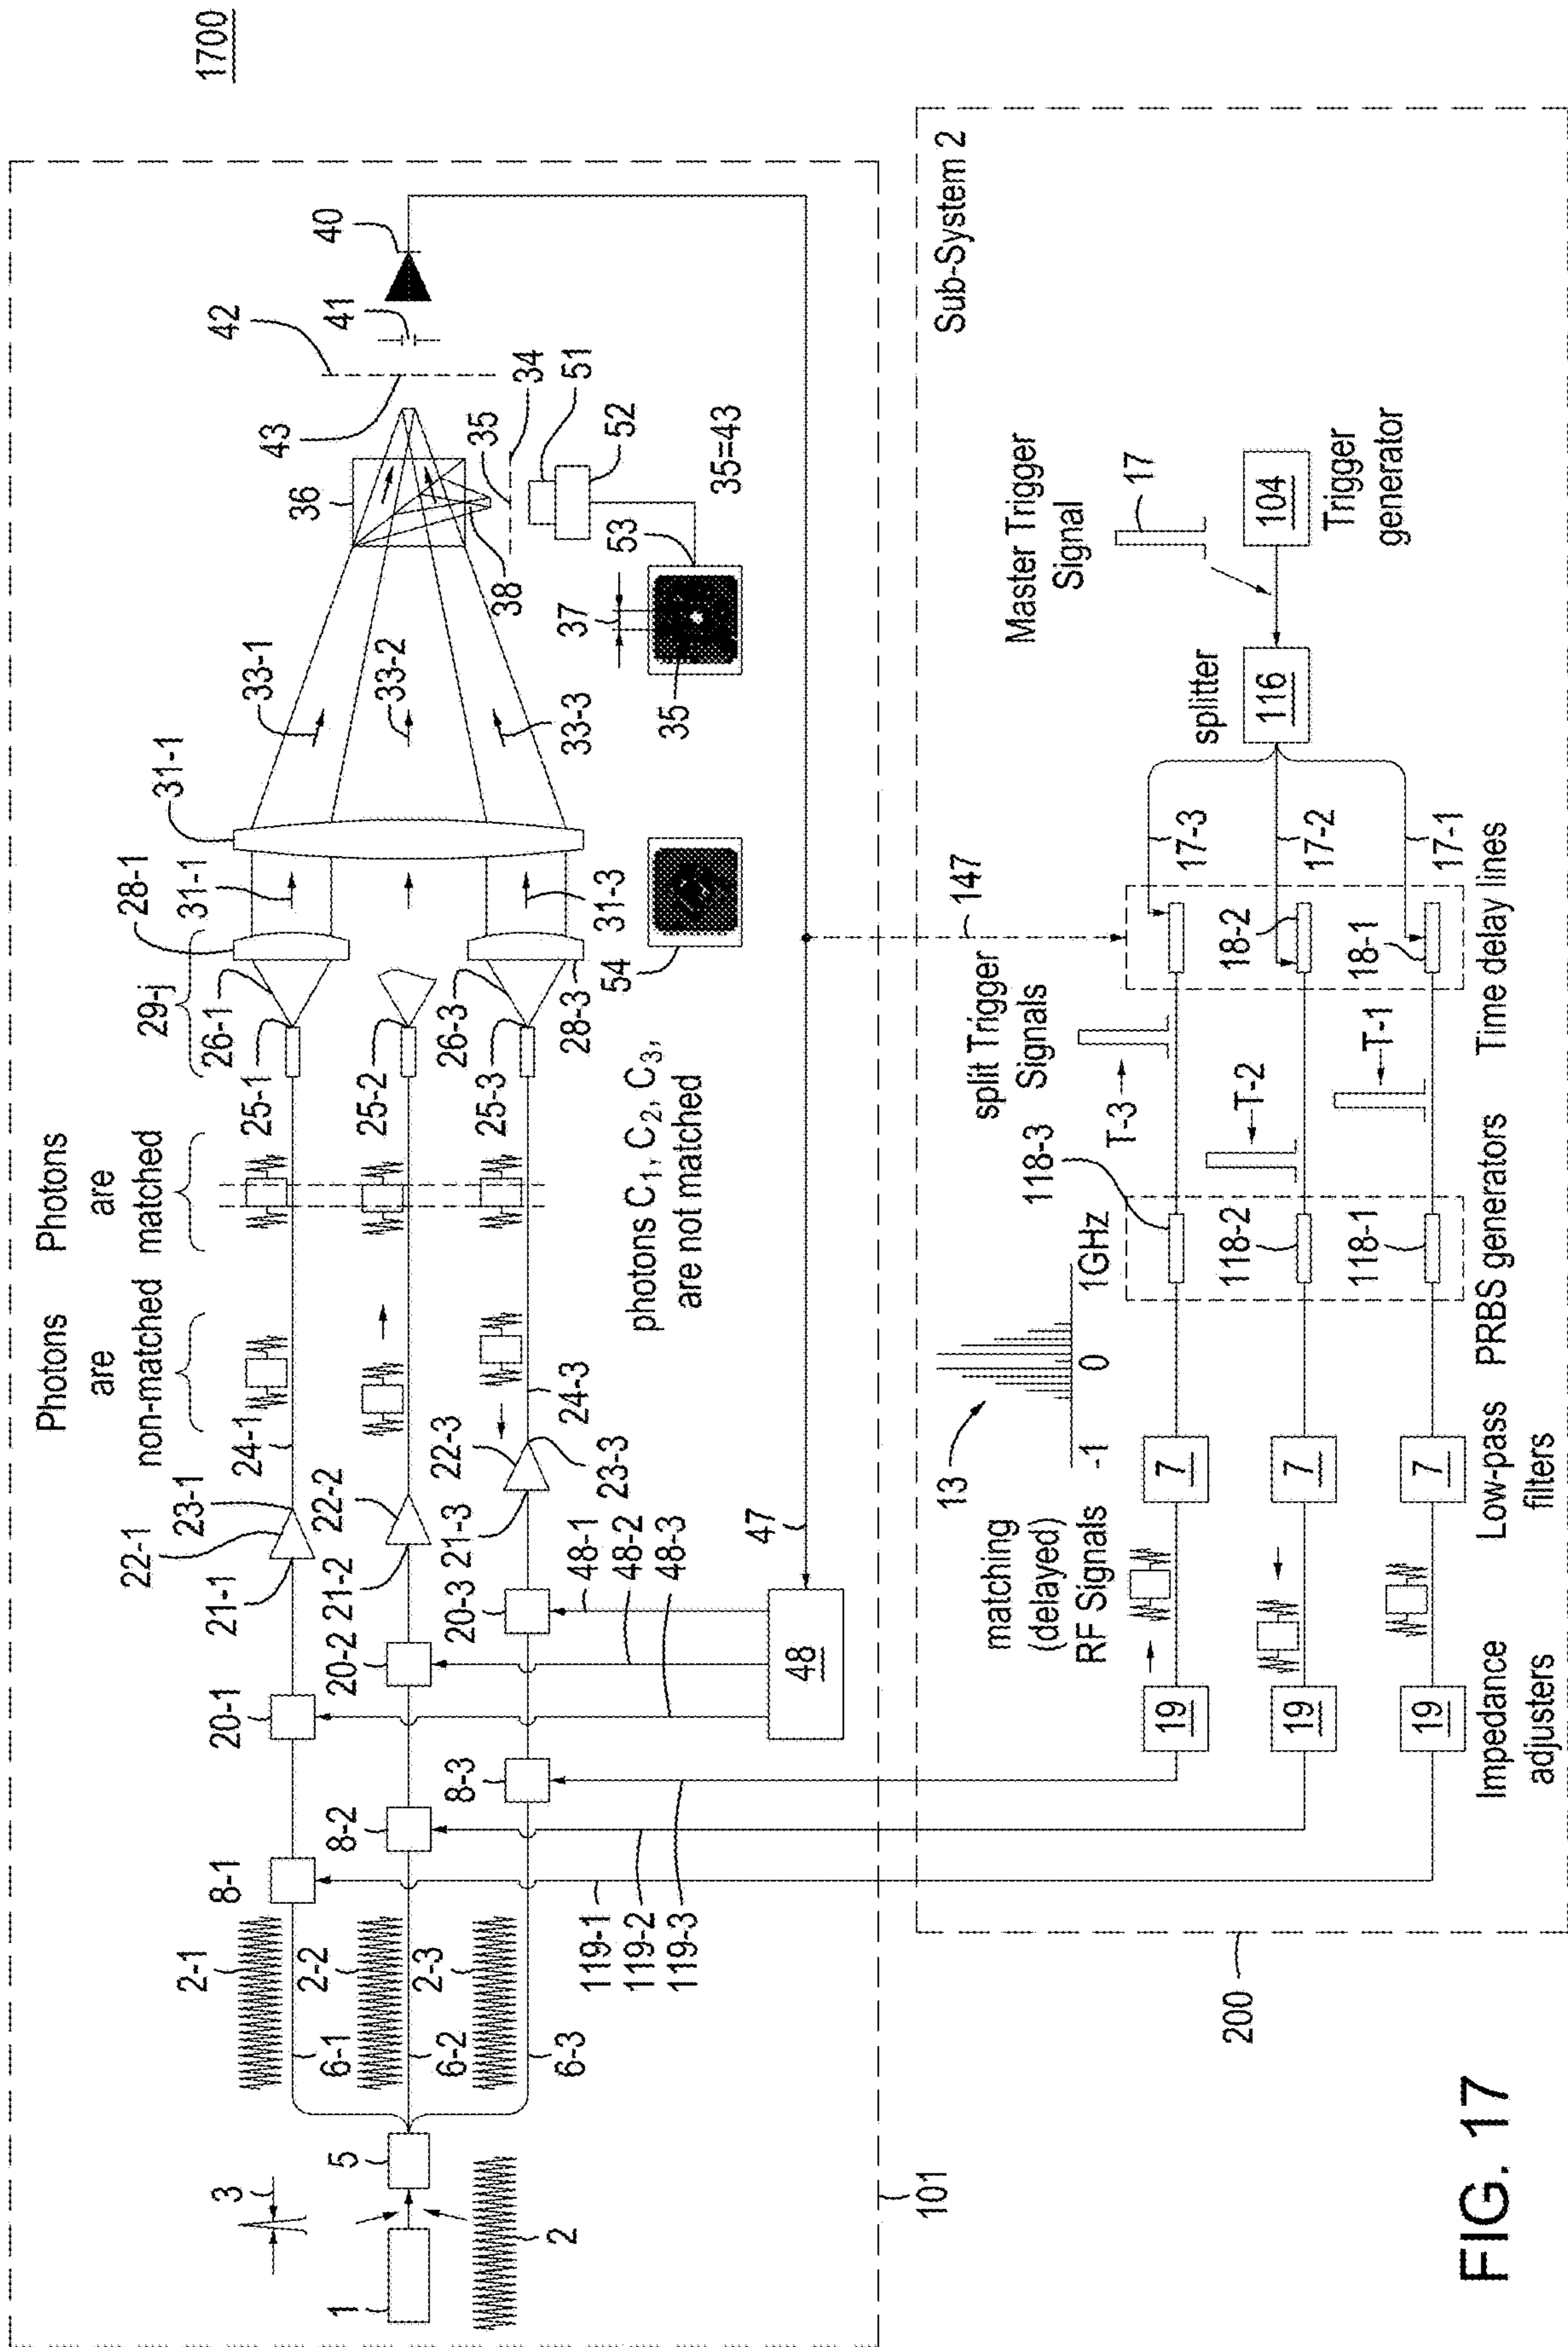 1700
Photons
are
non-matched
Photons
are
matched
3
1
2
5
2-1
6-1
2-2
6-2
2-3
6-3
8-1
8-2
8-3
20-1
20-2
20-3
21-1
21-2
21-3
22-1
22-2
22-3
23-1
23-3
24-1
24-3
25-1
25-2
25-3
26-1
26-3
29-j
28-1
28-3
31-1
31-3
31-1
33-1
33-2
33-3
36
38
43
42
41
40
35
34
51
52
53
35=43
37
35
54
photons C1, C2, C3,
are not matched
48-1
48-2
48-3
48
47
119-1
119-2
119-3
101
147
Sub-System 2
200
13
-1
0
1GHz
matching
(delayed)
RF Signals
split Trigger
Signals
Master Trigger
Signal
17
T-3
T-2
T-1
118-3
118-2
118-1
18-2
18-1
17-3
17-2
17-1
splitter
116
104
Trigger
generator
19
19
19
7
7
7
Impedance
adjusters
Low-pass
filters
PRBS generators
Time delay lines
FIG. 17